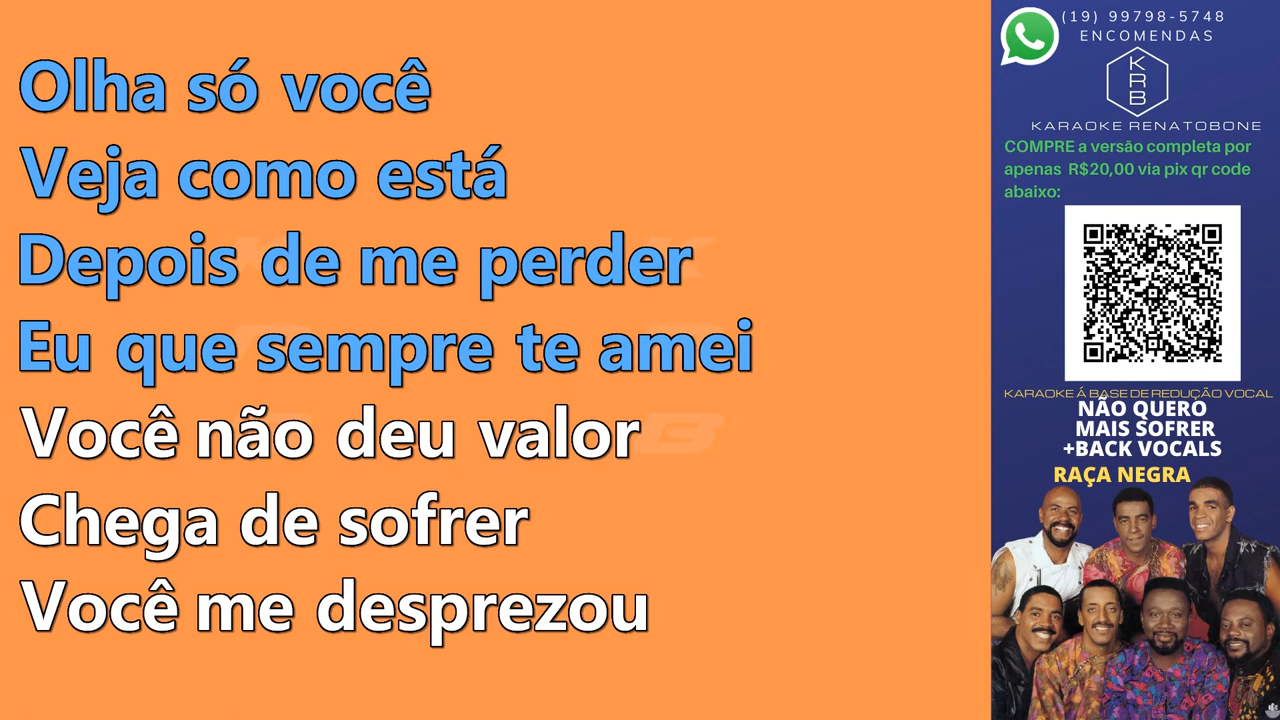 Olha só você
Veja como está
Depois de me perder
Eu que sempre te amei
Você não deu valor
Chega de sofrer
Você me desprezou
(19) 99798-5748
ENCOMENDAS
K
R
B
KARAOKE RENATOBONE
COMPRE a versão completa por
apenas R$20,00 via pix qr code
abaixo:
KARAOKE Á BASE DE REDUÇÃO VOCAL
NÃO QUERO
MAIS SOFRER
+BACK VOCALS
RAÇA NEGRA